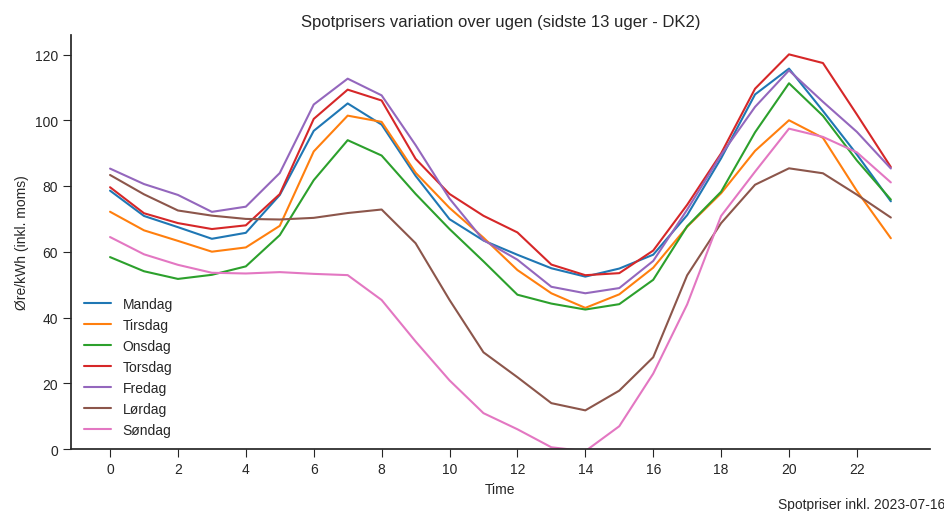 Spotprisers variation over ugen (sidste 13 uger - DK2)
Øre/kWh (inkl. moms)
120
100
80
60
40
20
0
Mandag
Tirsdag
Onsdag
Torsdag
Fredag
Lørdag
Søndag
0 2 4 6 8 10 12 14 16 18 20 22
Time
Spotpriser inkl. 2023-07-16